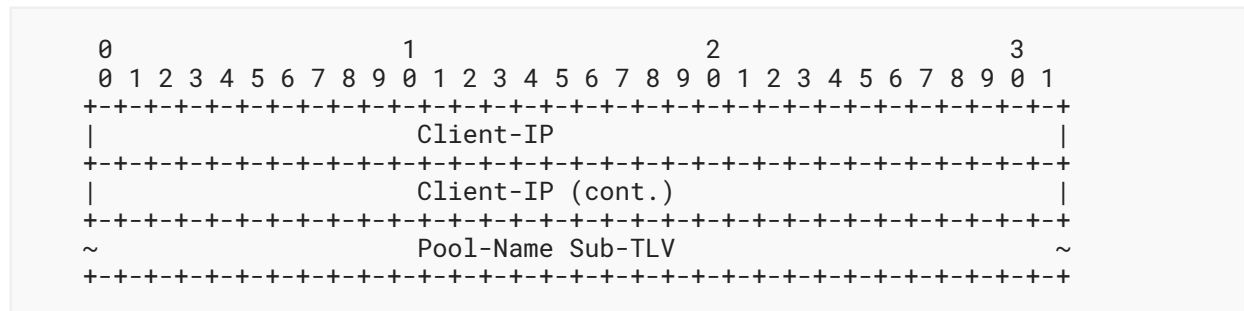 0                   1                   2                   3
 0 1 2 3 4 5 6 7 8 9 0 1 2 3 4 5 6 7 8 9 0 1 2 3 4 5 6 7 8 9 0 1
+-+-+-+-+-+-+-+-+-+-+-+-+-+-+-+-+-+-+-+-+-+-+-+-+-+-+-+-+-+-+-+-+
|                     Client-IP                                 |
+-+-+-+-+-+-+-+-+-+-+-+-+-+-+-+-+-+-+-+-+-+-+-+-+-+-+-+-+-+-+-+-+
|                     Client-IP (cont.)                         |
+-+-+-+-+-+-+-+-+-+-+-+-+-+-+-+-+-+-+-+-+-+-+-+-+-+-+-+-+-+-+-+-+
~                     Pool-Name Sub-TLV                         ~
+-+-+-+-+-+-+-+-+-+-+-+-+-+-+-+-+-+-+-+-+-+-+-+-+-+-+-+-+-+-+-+-+